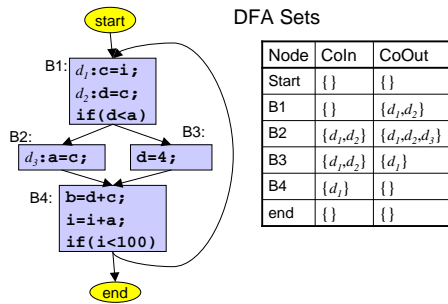 DFA Sets
start
B1:
d1:c=i;
d2:d=c;
if(d<a)
B2:
d3:a=c;
B3:
d=4;
B4:
b=d+c;
i=i+a;
if(i<100)
end
Node CoIn CoOut
Start {} {}
B1 {} {d1,d2}
B2 {d1,d2} {d1,d2,d3}
B3 {d1,d2} {d1}
B4 {d1} {}
end {} {}